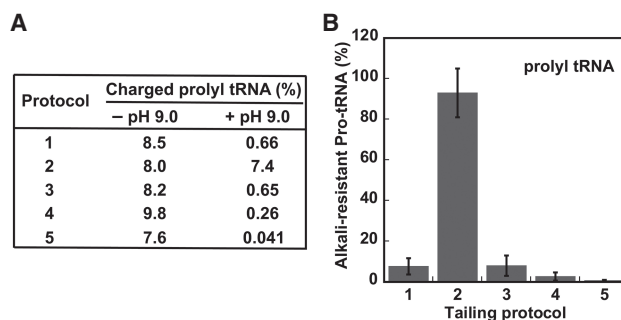 A
Protocol Charged prolyl tRNA (%)
– pH 9.0 + pH 9.0
1 8.5 0.66
2 8.0 7.4
3 8.2 0.65
4 9.8 0.26
5 7.6 0.041
B
Alkali-resistant Pro-tRNA (%)
120
100
80
60
40
20
0
prolyl tRNA
1 2 3 4 5
Tailing protocol